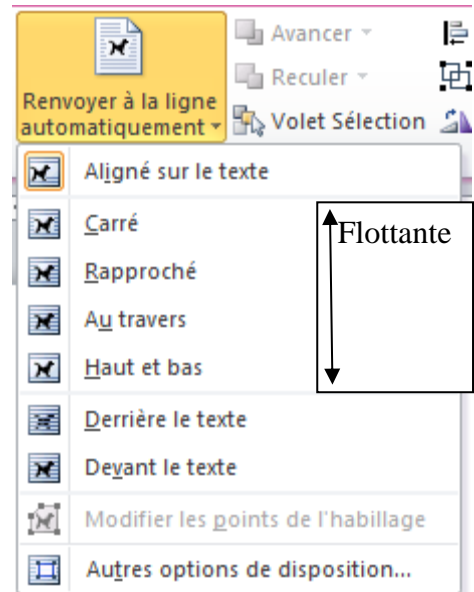 Avancer
Reculer
Renvoyer à la ligne
automatiquement
Volet Sélection
Aligné sur le texte
Carré
Flottante
Rapproché
Au travers
Haut et bas
Derrière le texte
Devant le texte
Modifier les points de l'habillage
Autres options de disposition...